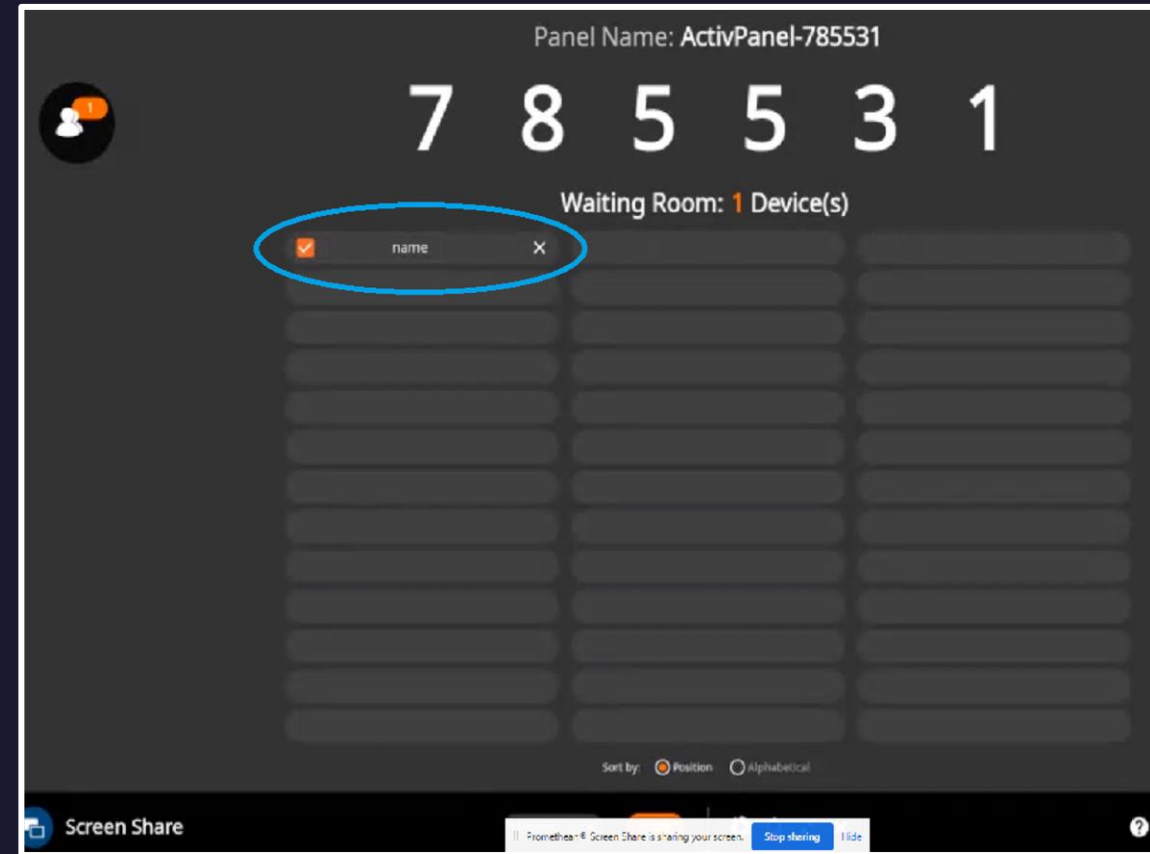 Panel Name: ActivPanel-785531
1
7 8 5 5 3 1
Waiting Room: 1 Device(s)
name
Sort by: Position Alphabetical
Screen Share
Promethean® Screen Share is sharing your screen. Stop sharing Hide
?